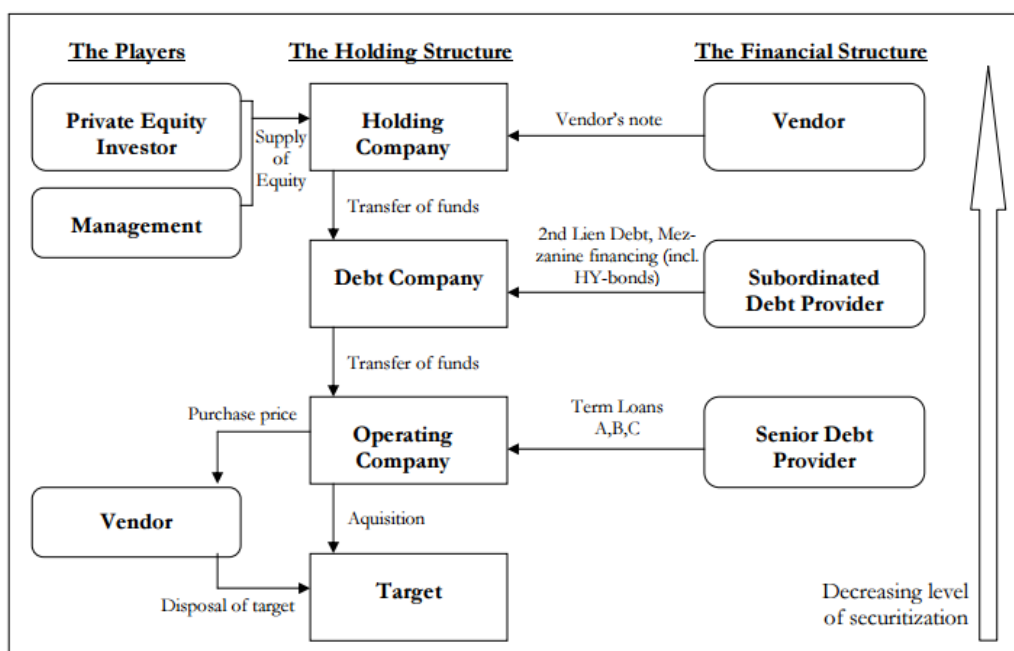 The Players
The Holding Structure
The Financial Structure
Private Equity
Investor
Supply
of
Equity
Holding
Company
Vendor's note
Vendor
Management
Transfer of funds
Debt Company
2nd Lien Debt, Mez-
zanine financing (incl.
HY-bonds)
Subordinated
Debt Provider
Transfer of funds
Purchase price
Operating
Company
Term Loans
A,B,C
Senior Debt
Provider
Vendor
Aquisition
Target
Disposal of target
Decreasing level
of securitization